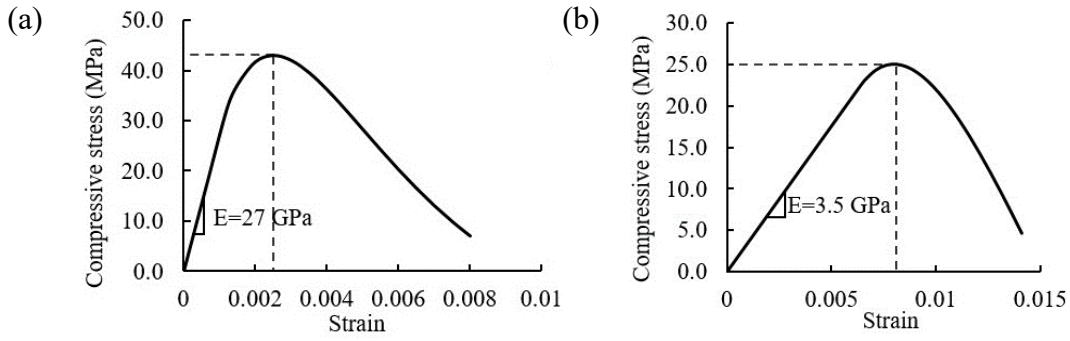 (a)
Compressive stress (MPa)
50.0
40.0
30.0
20.0
10.0
0.0
E=27 GPa
0 0.002 0.004 0.006 0.008 0.01
Strain
(b)
Compressive stress (MPa)
30.0
25.0
20.0
15.0
10.0
5.0
0.0
E=3.5 GPa
0 0.005 0.01 0.015
Strain